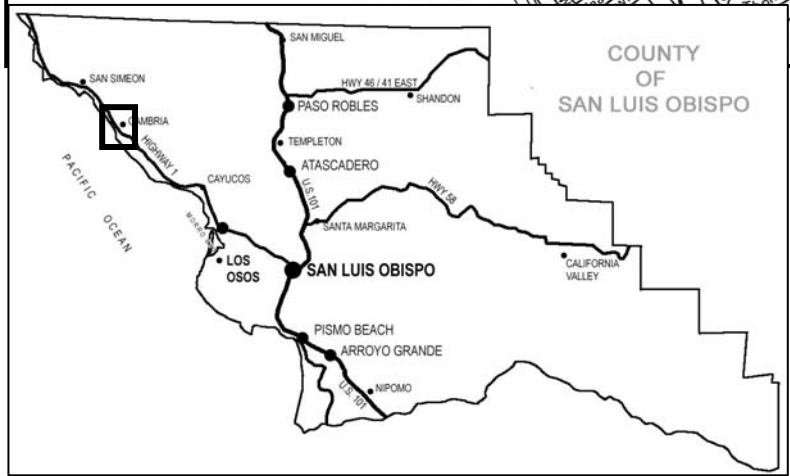 SAN MIGUEL
COUNTY
OF
SAN LUIS OBISPO
SAN SIMEON
HWY 46 / 41 EAST
SHANDON
PASO ROBLES
CAMBRIA
HIGHWAY 1
TEMPLETON
PACIFIC OCEAN
ATASCADERO
CAYUCOS
U.S.101
HWY 58
MORRO
SANTA MARGARITA
LOS
OSOS
SAN LUIS OBISPO
CALIFORNIA
VALLEY
PISMO BEACH
ARROYO GRANDE
U.S. 101
NIPOMO